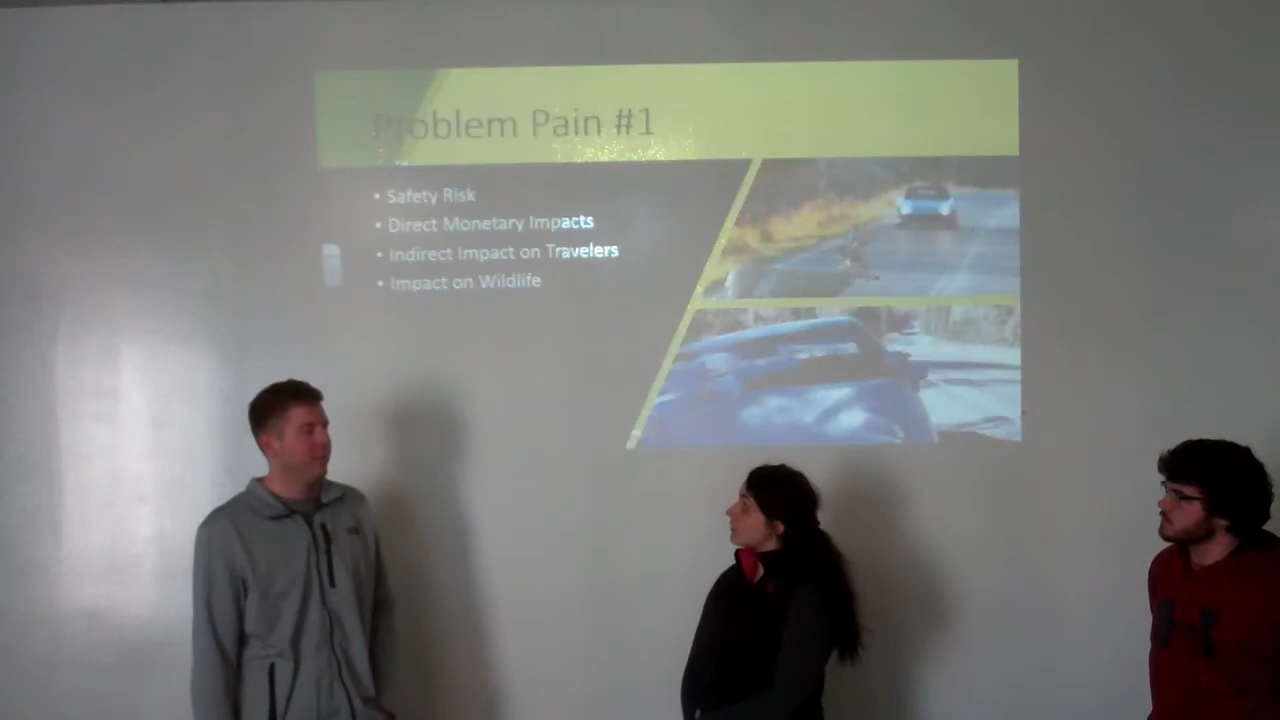 Problem Pain #1
• Safety Risk
• Direct Monetary Impacts
• Indirect Impact on Travelers
• Impact on Wildlife